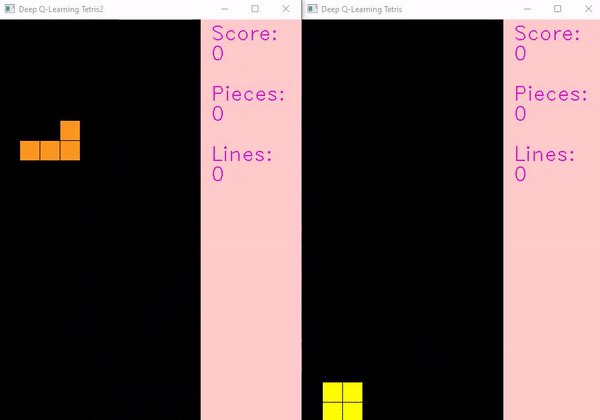 Deep Q-Learning Tetris2
Score:
0
Pieces:
0
Lines:
0
Deep Q-Learning Tetris
Score:
0
Pieces:
0
Lines:
0